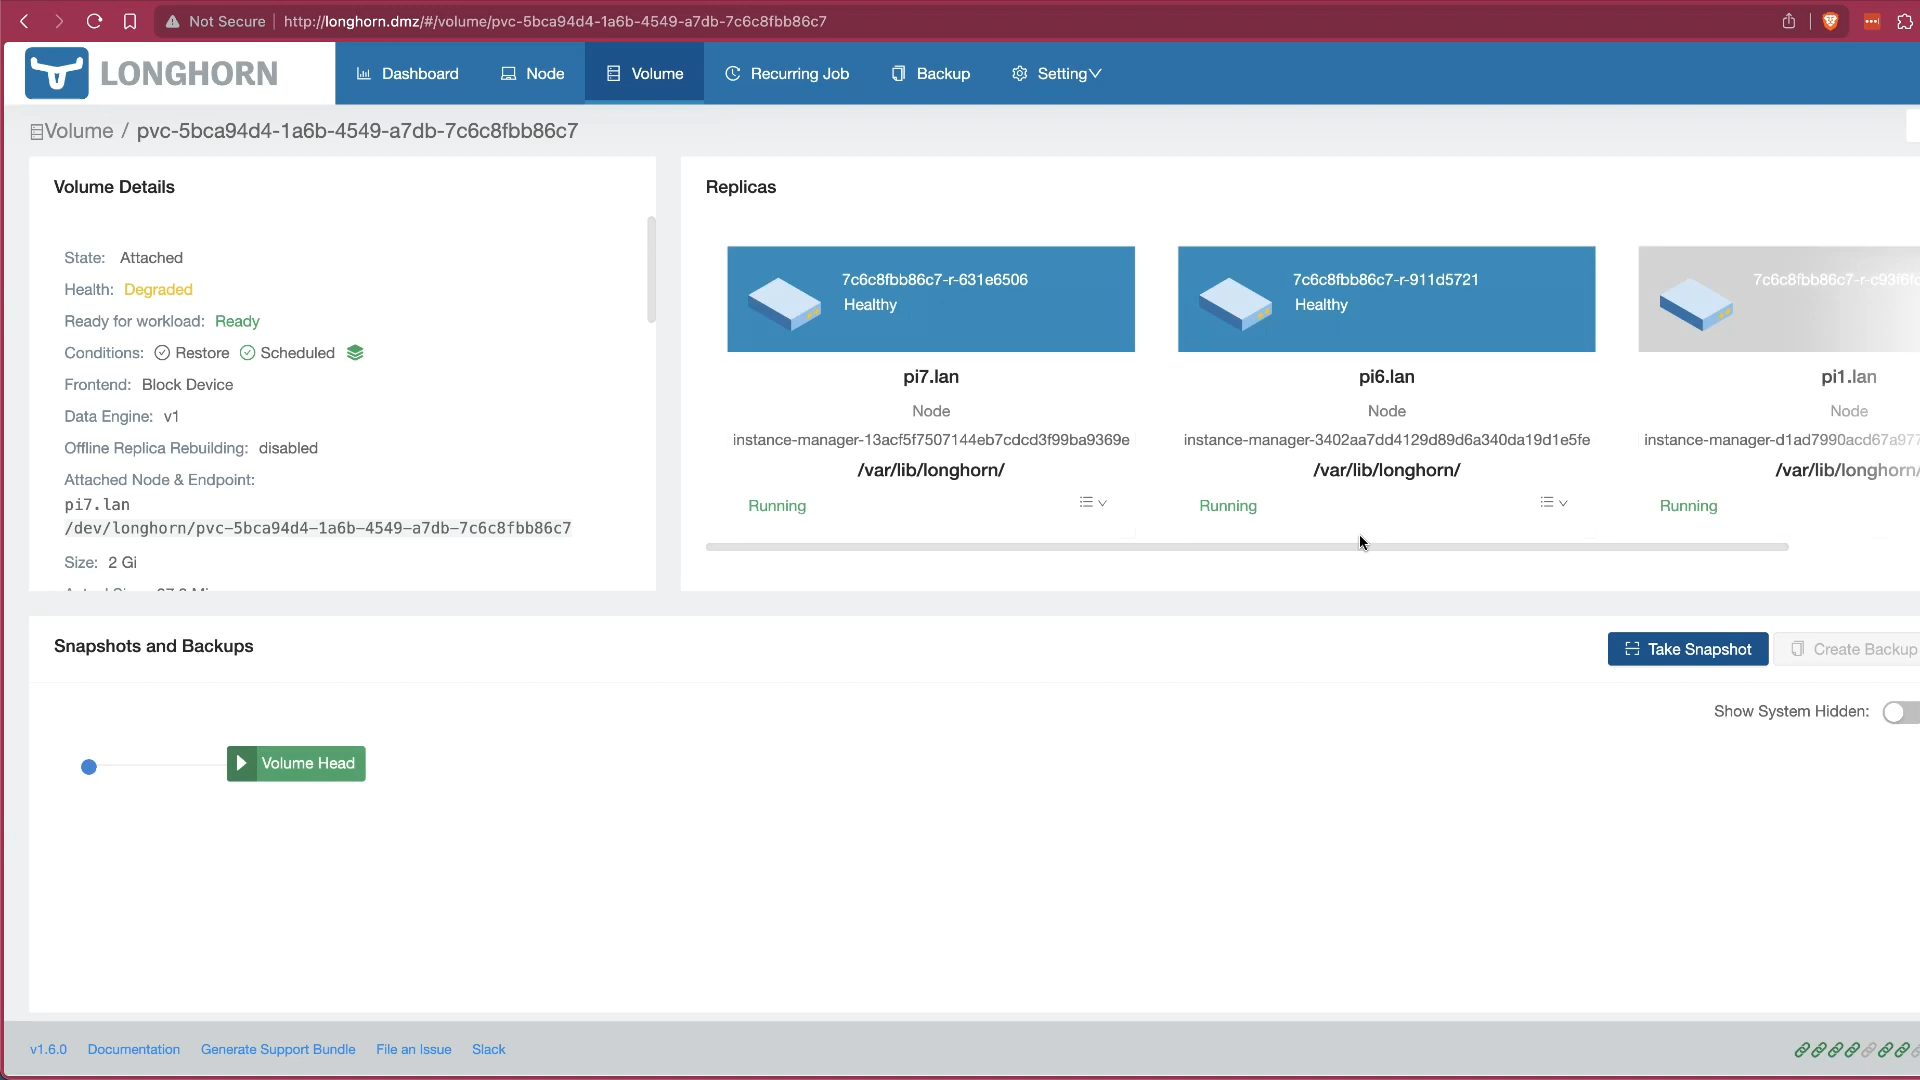 Not Secure
http://longhorn.dmz/#/volume/pvc-5bca94d4-1a6b-4549-a7db-7c6c8fbb86c7
LONGHORN
Dashboard
Node
Volume
Recurring Job
Backup
Setting
Volume / pvc-5bca94d4-1a6b-4549-a7db-7c6c8fbb86c7
Volume Details
State: Attached
Health: Degraded
Ready for workload: Ready
Conditions: Restore Scheduled
Frontend: Block Device
Data Engine: v1
Offline Replica Rebuilding: disabled
Attached Node & Endpoint:
pi7.lan
/dev/longhorn/pvc-5bca94d4-1a6b-4549-a7db-7c6c8fbb86c7
Size: 2 Gi
Replicas
7c6c8fbb86c7-r-631e6506
Healthy
pi7.lan
Node
instance-manager-13acf5f7507144eb7cdcd3f99ba9369e
/var/lib/longhorn/
Running
7c6c8fbb86c7-r-911d5721
Healthy
pi6.lan
Node
instance-manager-3402aa7dd4129d89d6a340da19d1e5fe
/var/lib/longhorn/
Running
pi1.lan
Node
/var/lib/longhorn/
Running
Snapshots and Backups
Take Snapshot
Create Backup
Show System Hidden:
Volume Head
v1.6.0
Documentation
Generate Support Bundle
File an Issue
Slack